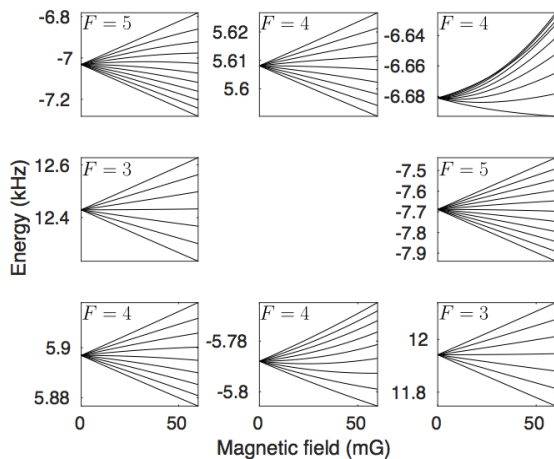 F = 5
-6.8
-7
-7.2
F = 4
5.62
5.61
5.6
F = 4
-6.64
-6.66
-6.68
Energy (kHz)
F = 3
12.6
12.4
F = 5
-7.5
-7.6
-7.7
-7.8
-7.9
F = 4
5.9
5.88
0 50
F = 4
-5.78
-5.8
0 50
F = 3
12
11.8
0 50
Magnetic field (mG)